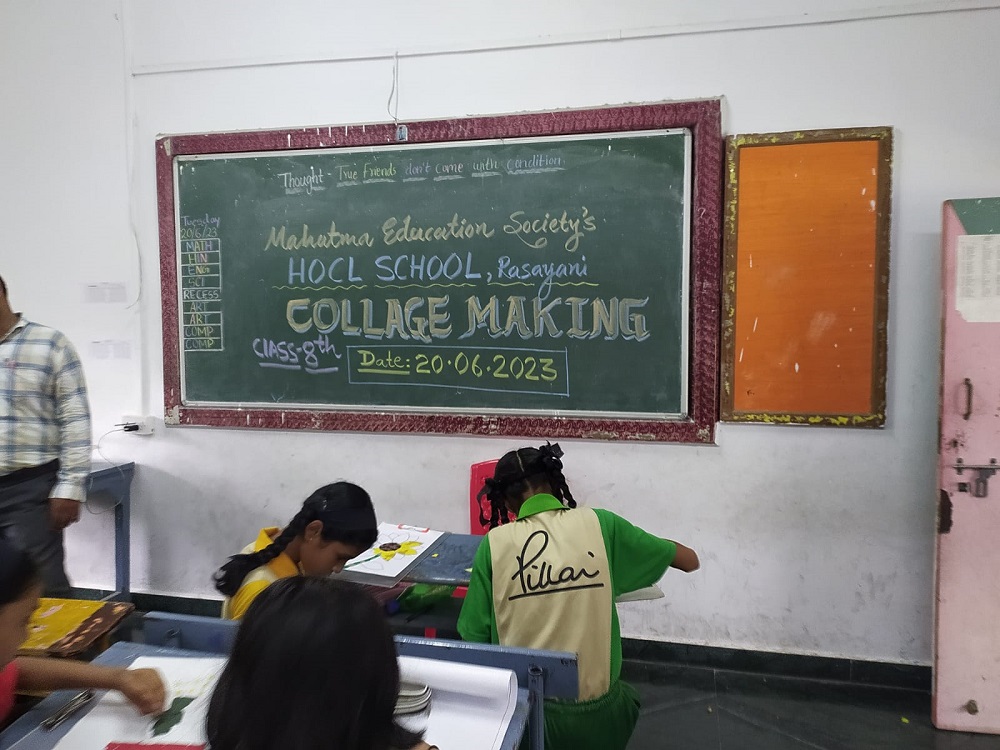 Thought - True Friends don't come with condition
Mahatma Education Society's
HOCL SCHOOL, Rasayani
COLLAGE MAKING
CLASS-8th
Date: 20.06.2023
Tuesday
20/6/23
MATH
HIN
ENG
SCI
RECESS
ART
ART
COMP
COMP
Pillai